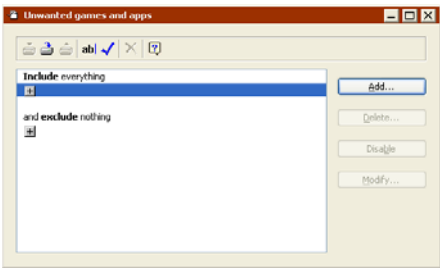 Unwanted games and apps
ab|
Include everything
Add...
and exclude nothing
Delete...
Disable
Modify...